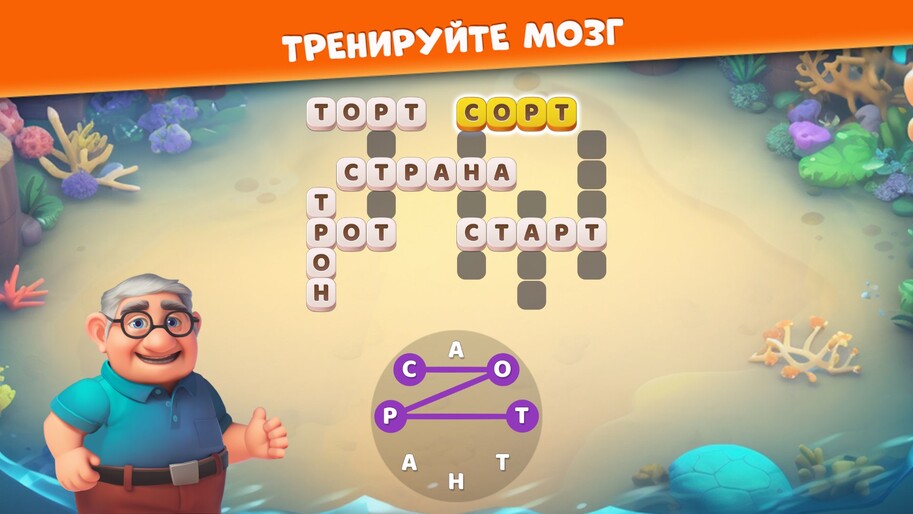 ТРЕНИРУЙТЕ МОЗГ
ТОРТ СОРТ
СТРАНА
Т
РОТ СТАРТ
О
Н
А
С О
Р Т
А Т
Н